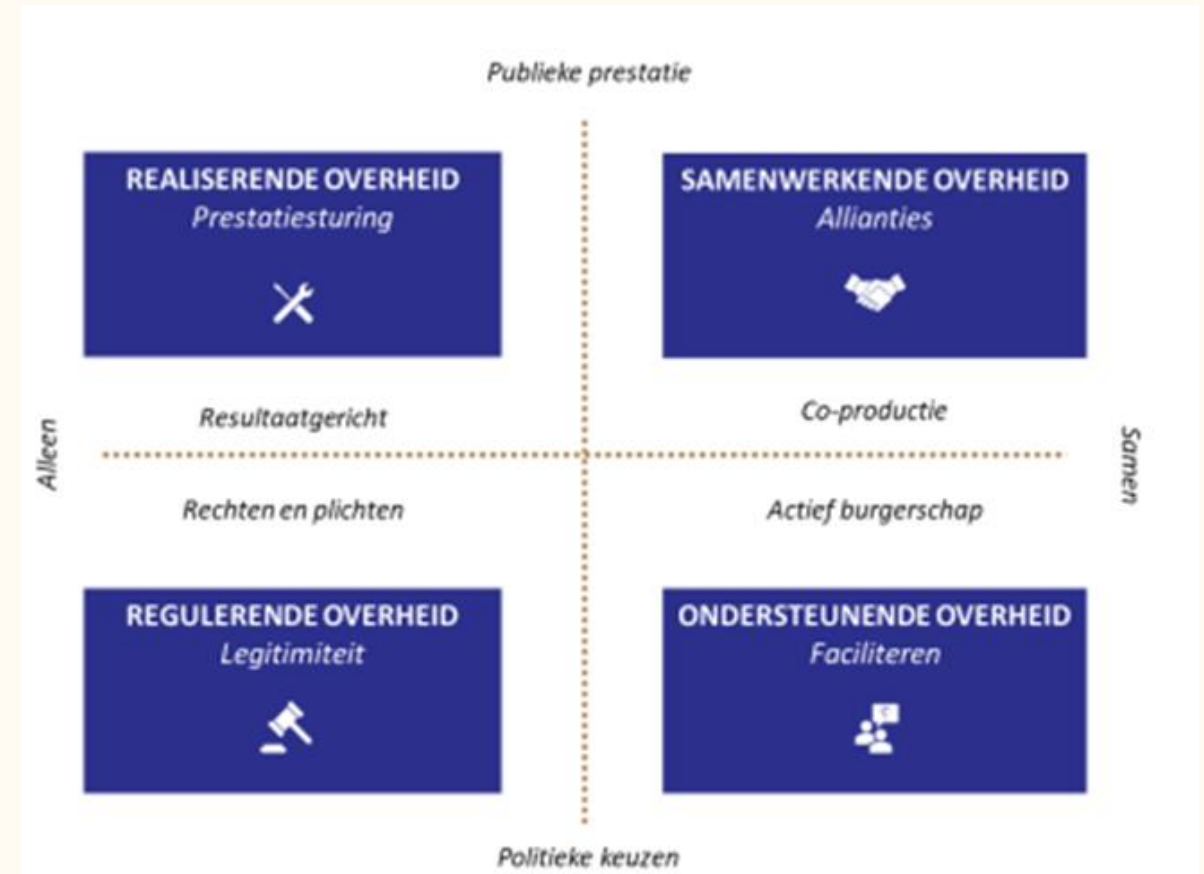 Publieke prestatie
REALISERENDE OVERHEID
Prestatiesturing
SAMENWERKENDE OVERHEID
Allianties
Resultaatgericht
Co-productie
Alleen
Samen
Rechten en plichten
Actief burgerschap
REGULERENDE OVERHEID
Legitimiteit
ONDERSTEUNENDE OVERHEID
Faciliteren
Politieke keuzen